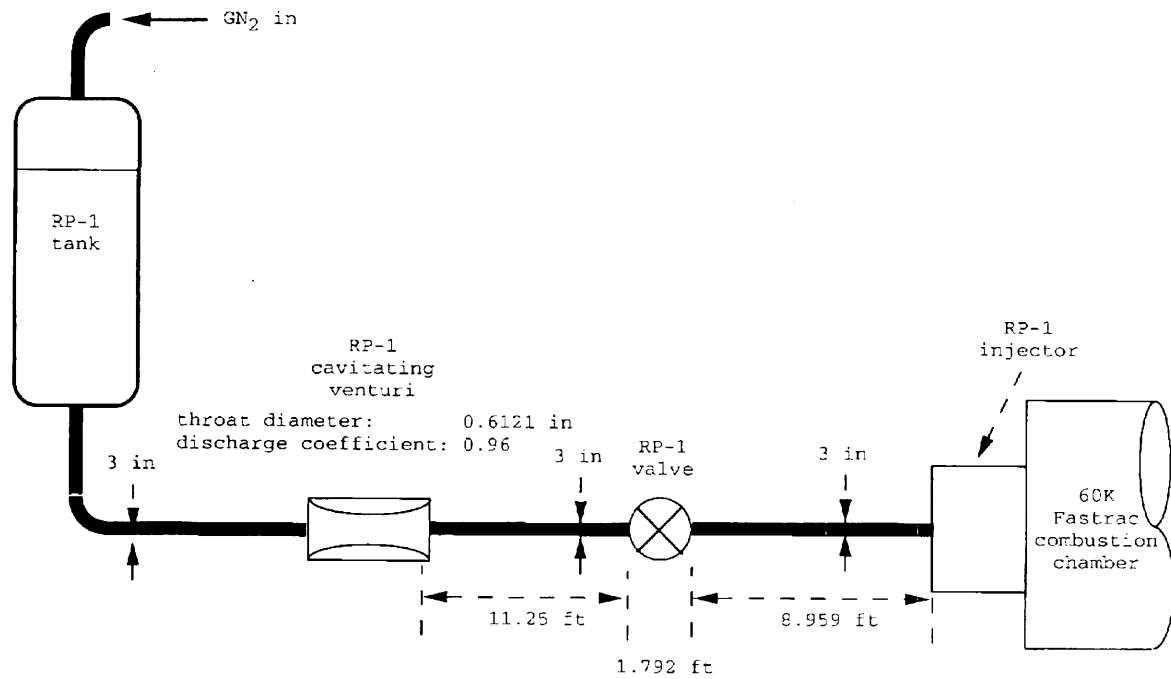 GN2 in
RP-1
tank
RP-1
cavitating
venturi
throat diameter: 0.6121 in
discharge coefficient: 0.96
3 in
3 in
RP-1
valve
3 in
RP-1
injector
60K
Fastrac
combustion
chamber
11.25 ft
8.959 ft
1.792 ft